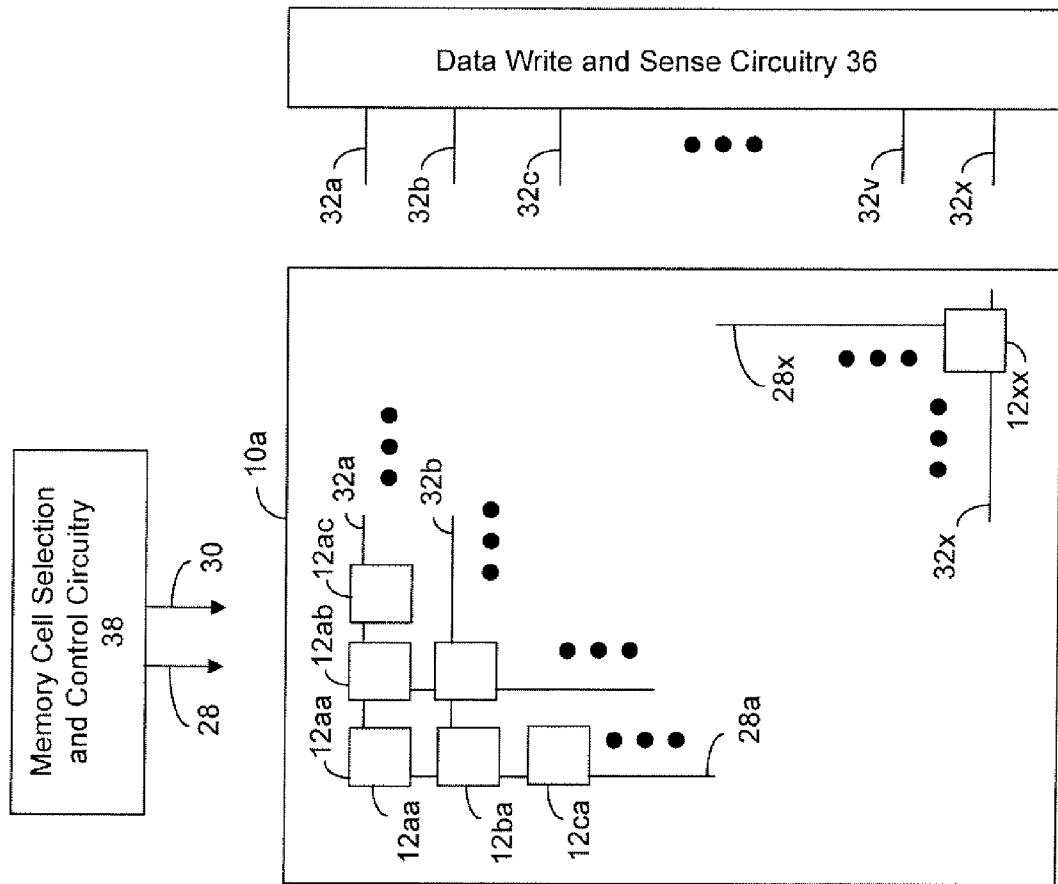 Memory Cell Selection
and Control Circuitry
38
28
30
10a
12aa
12ab
12ac
32a
32b
12aa
12ba
12ca
28a
28x
32x
12xx
32a
32b
32c
32v
32x
Data Write and Sense Circuitry 36